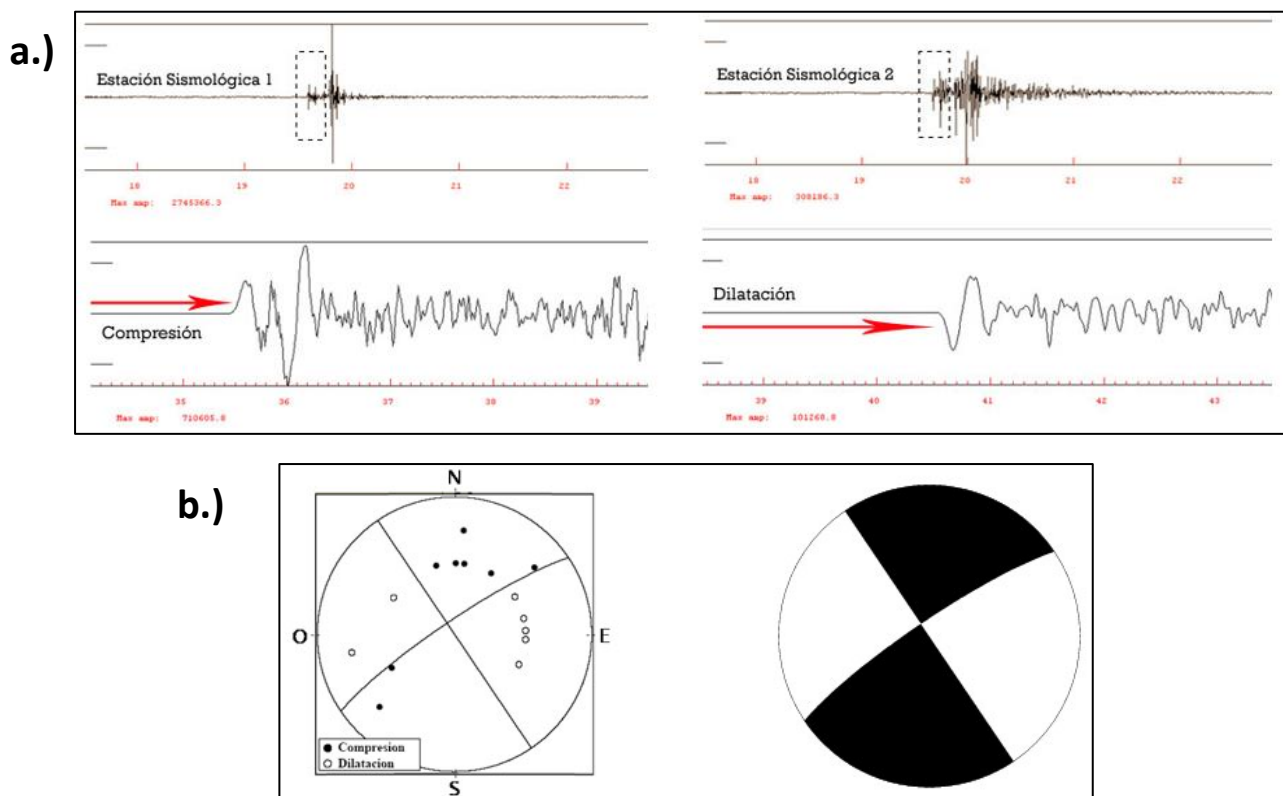 a.)
Estación Sismológica 1
18 19 20 21 22
Max amp: 2745366.3
Compresión
35 36 37 38 39
Max amp: 710605.8
Estación Sismológica 2
18 19 20 21 22
Max amp: 308186.3
Dilatación
39 40 41 42 43
Max amp: 101268.8
b.)
N
O
E
Compresion
Dilatacion
S